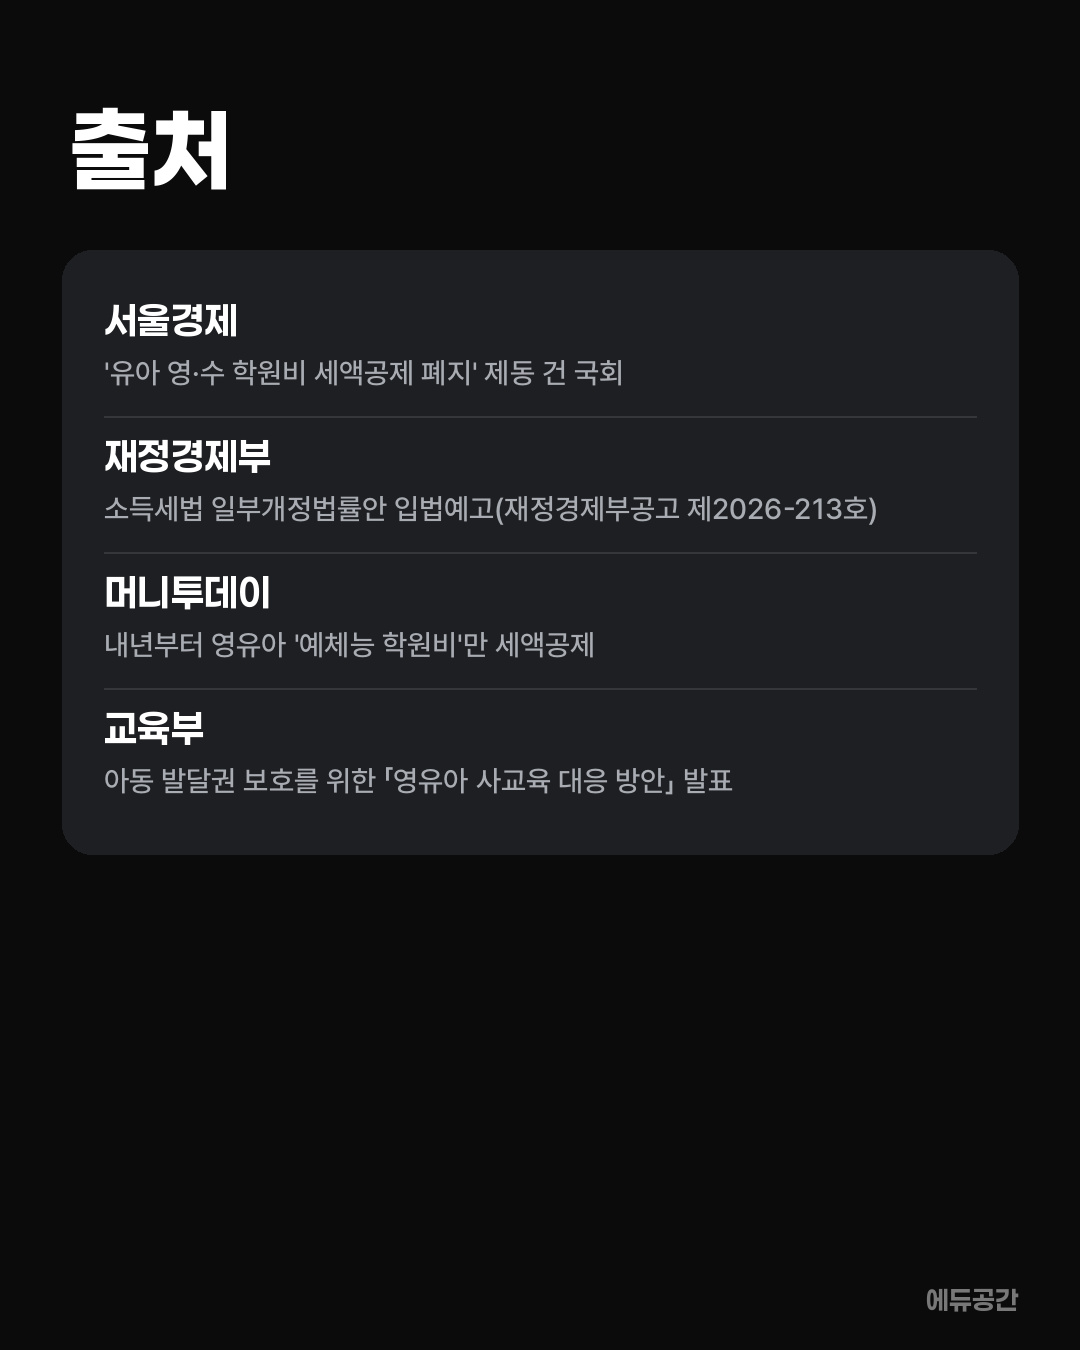 출처
서울경제
'유아 영·수 학원비 세액공제 폐지' 제동 건 국회
재정경제부
소득세법 일부개정법률안 입법예고(재정경제부공고 제2026-213호)
머니투데이
내년부터 영유아 '예체능 학원비'만 세액공제
교육부
아동 발달권 보호를 위한 「영유아 사교육 대응 방안」 발표
에듀공간